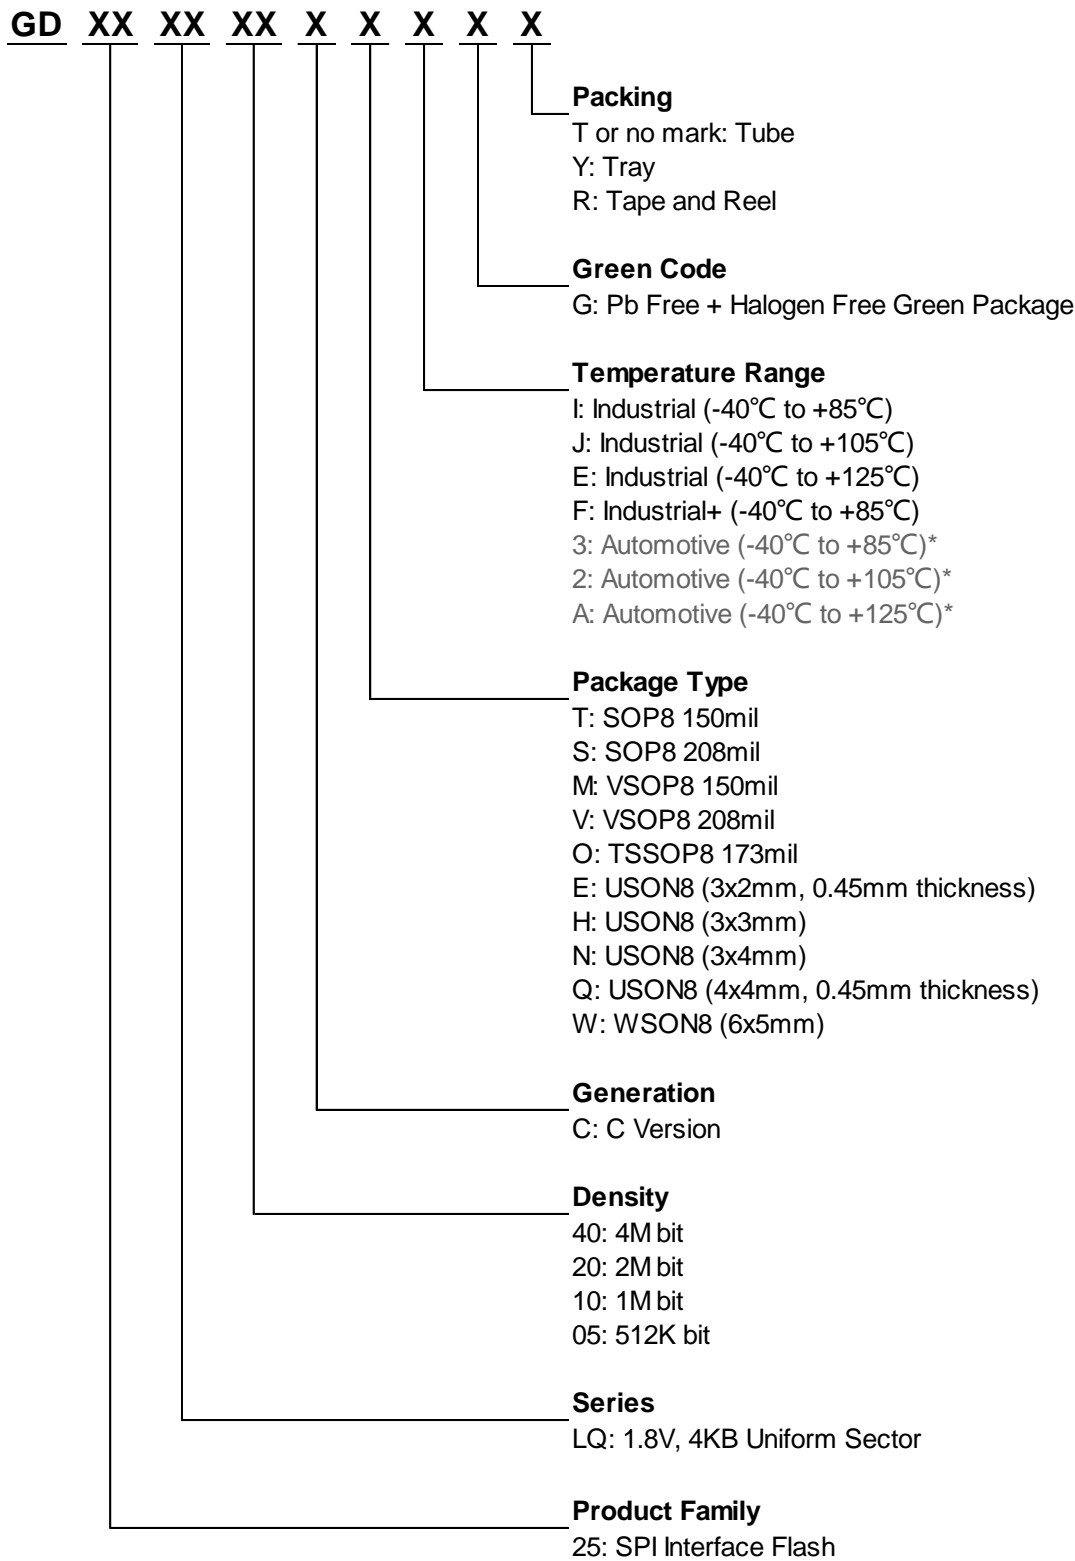 GD XX XX XX X X X X X
Packing
T or no mark: Tube
Y: Tray
R: Tape and Reel
Green Code
G: Pb Free + Halogen Free Green Package
Temperature Range
I: Industrial (-40℃ to +85℃)
J: Industrial (-40℃ to +105℃)
E: Industrial (-40℃ to +125℃)
F: Industrial+ (-40℃ to +85℃)
3: Automotive (-40℃ to +85℃)*
2: Automotive (-40℃ to +105℃)*
A: Automotive (-40℃ to +125℃)*
Package Type
T: SOP8 150mil
S: SOP8 208mil
M: VSOP8 150mil
V: VSOP8 208mil
O: TSSOP8 173mil
E: USON8 (3x2mm, 0.45mm thickness)
H: USON8 (3x3mm)
N: USON8 (3x4mm)
Q: USON8 (4x4mm, 0.45mm thickness)
W: WSON8 (6x5mm)
Generation
C: C Version
Density
40: 4M bit
20: 2M bit
10: 1M bit
05: 512K bit
Series
LQ: 1.8V, 4KB Uniform Sector
Product Family
25: SPI Interface Flash